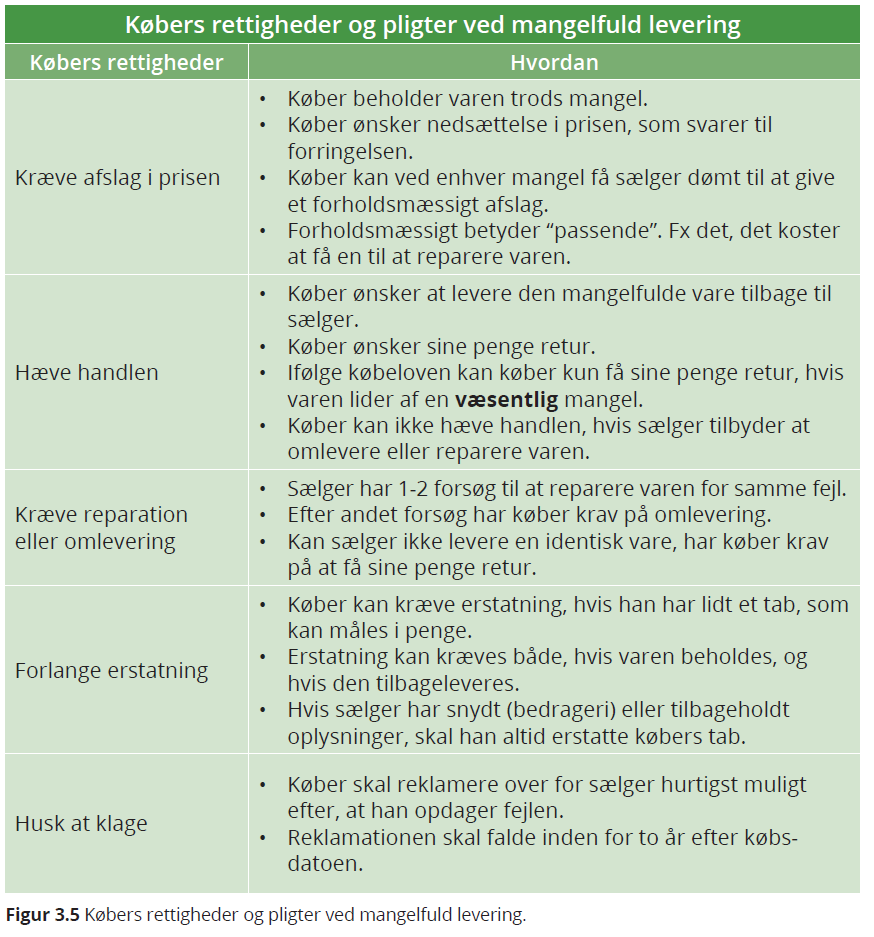 Købers rettigheder og pligter ved mangelfuld levering
Købers rettigheder
Hvordan
Kræve afslag i prisen
• Køber beholder varen trods mangel.
• Køber ønsker nedsættelse i prisen, som svarer til
forringelsen.
• Køber kan ved enhver mangel få sælger dømt til at give
et forholdsmæssigt afslag.
• Forholdsmæssigt betyder “passende”. Fx det, det koster
at få en til at reparere varen.
Hæve handlen
• Køber ønsker at levere den mangelfulde vare tilbage til
sælger.
• Køber ønsker sine penge retur.
• Ifølge købeloven kan køber kun få sine penge retur, hvis
varen lider af en væsentlig mangel.
• Køber kan ikke hæve handlen, hvis sælger tilbyder at
omlevere eller reparere varen.
Kræve reparation
eller omlevering
• Sælger har 1-2 forsøg til at reparere varen for samme fejl.
• Efter andet forsøg har køber krav på omlevering.
• Kan sælger ikke levere en identisk vare, har køber krav
på at få sine penge retur.
Forlange erstatning
• Køber kan kræve erstatning, hvis han har lidt et tab, som
kan måles i penge.
• Erstatning kan kræves både, hvis varen beholdes, og
hvis den tilbageleveres.
• Hvis sælger har snydt (bedrageri) eller tilbageholdt
oplysninger, skal han altid erstatte købers tab.
Husk at klage
• Køber skal reklamere over for sælger hurtigst muligt
efter, at han opdager fejlen.
• Reklamationen skal falde inden for to år efter købs-
datoen.
Figur 3.5 Købers rettigheder og pligter ved mangelfuld levering.